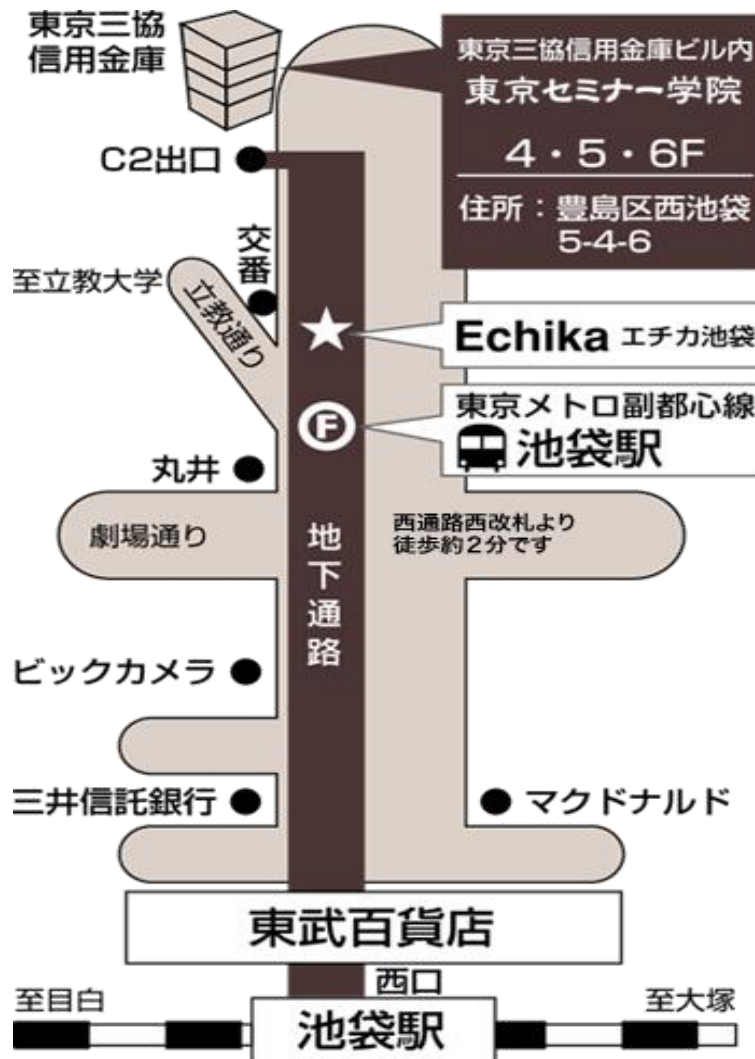 東京三協
信用金庫
東京三協信用金庫ビル内
東京セミナー学院
4・5・6F
住所：豊島区西池袋
5-4-6
C2出口
交番
至立教大学
立教通り
Echika エチカ池袋
F
東京メトロ副都心線
池袋駅
丸井
劇場通り
西通路西改札より
徒歩約2分です
地下通路
ビックカメラ
三井信託銀行
マクドナルド
東武百貨店
西口
至目白
池袋駅
至大塚